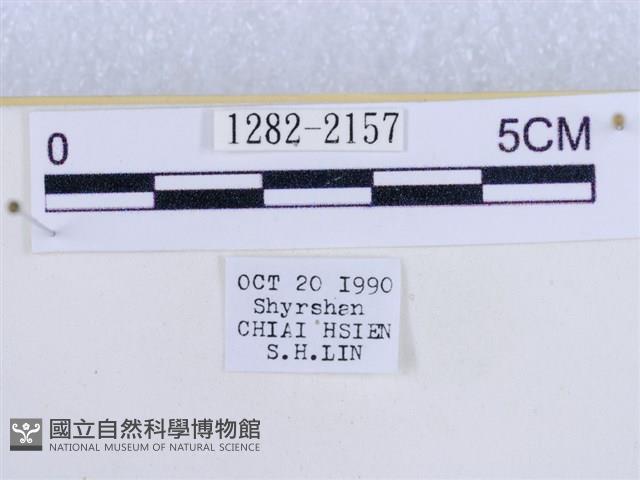 1282-2157
0 5CM
OCT 20 1990
Shyrshan
CHIAI HSIEN
S.H.LIN
國立自然科學博物館
NATIONAL MUSEUM OF NATURAL SCIENCE